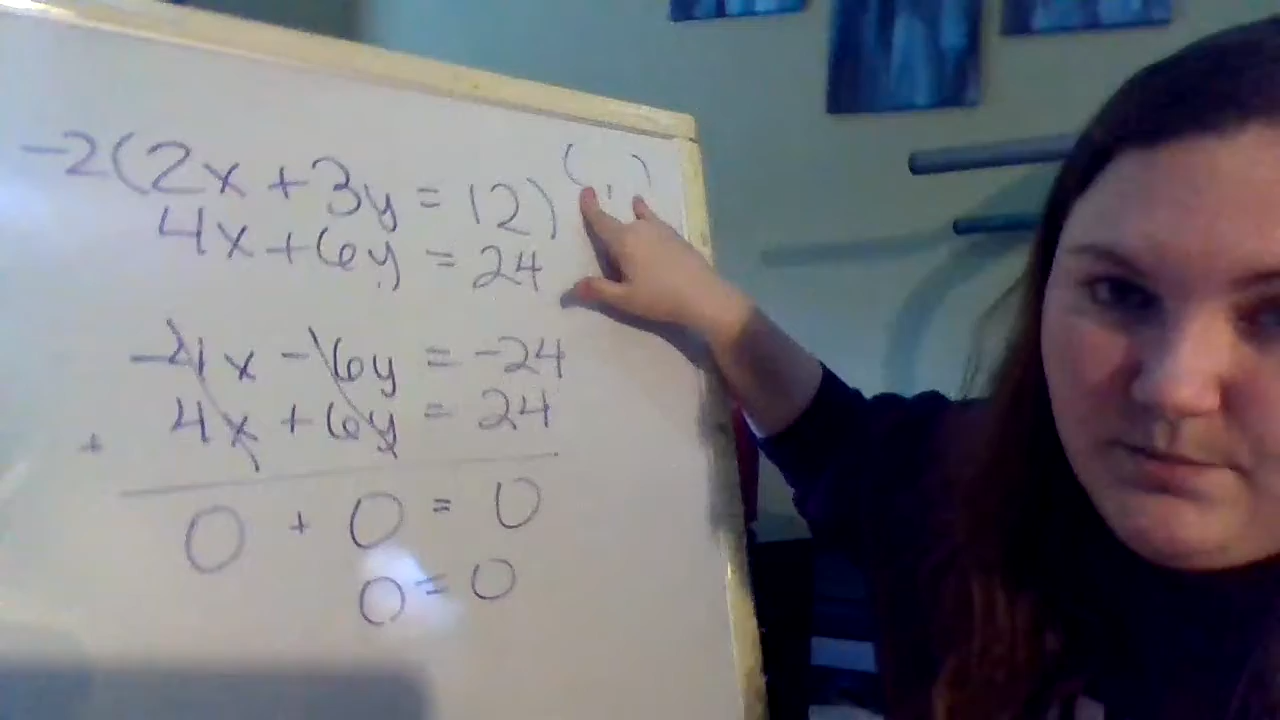 -2(2x + 3y = 12) ( , )
4x + 6y = 24
-4x - 6y = -24
+ 4x + 6y = 24
0 + 0 = 0
0 = 0